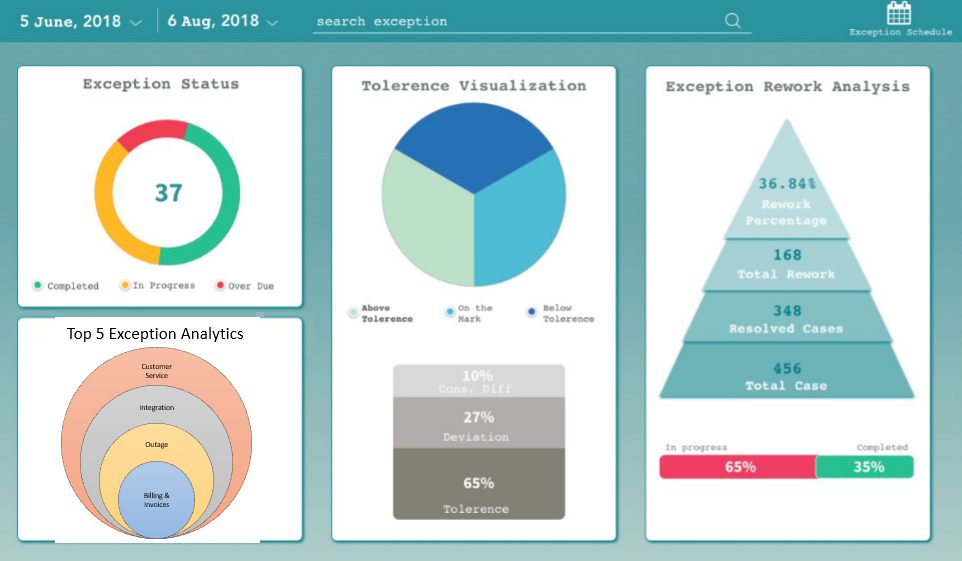 5 June, 2018
6 Aug, 2018
search exception
Exception Schedule
Exception Status
37
Completed
In Progress
Over Due
Top 5 Exception Analytics
Customer
Service
Integration
Outage
Billing &
Invoices
Tolerence Visualization
Above
Tolerence
On the
Mark
Below
Tolerence
10%
Cons. Diff
27%
Deviation
65%
Tolerence
Exception Rework Analysis
36.84%
Rework
Percentage
168
Total Rework
348
Resolved Cases
456
Total Case
In progress
Completed
65%
35%